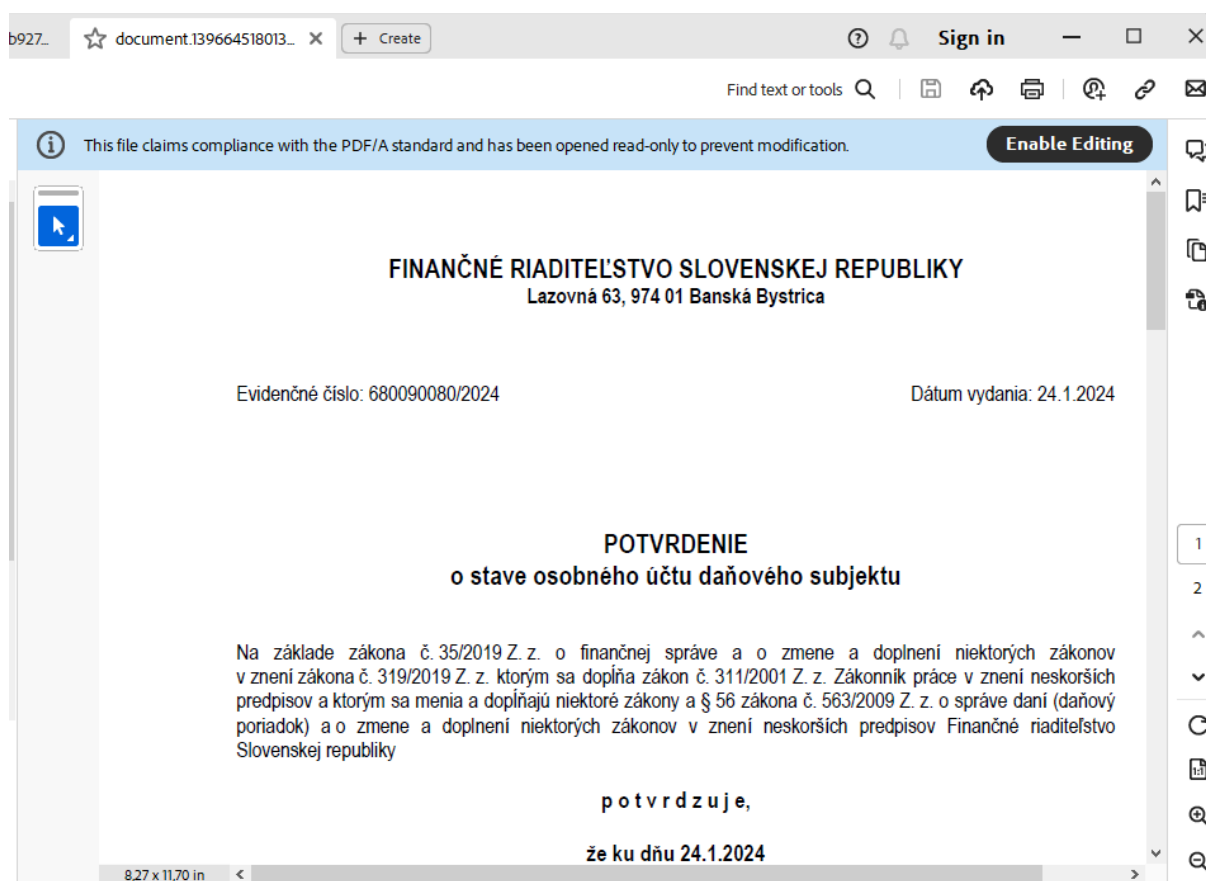 b927...
document.139664518013...
+ Create
Sign in
Find text or tools
This file claims compliance with the PDF/A standard and has been opened read-only to prevent modification.
Enable Editing
FINANČNÉ RIADITEĽSTVO SLOVENSKEJ REPUBLIKY
Lazovná 63, 974 01 Banská Bystrica
Evidenčné číslo: 680090080/2024
Dátum vydania: 24.1.2024
POTVRDENIE
o stave osobného účtu daňového subjektu
Na základe zákona č. 35/2019 Z. z. o finančnej správe a o zmene a doplnení niektorých zákonov
v znení zákona č. 319/2019 Z. z. ktorým sa dopĺňa zákon č. 311/2001 Z. z. Zákonník práce v znení neskorších
predpisov a ktorým sa menia a dopĺňajú niektoré zákony a § 56 zákona č. 563/2009 Z. z. o správe daní (daňový
poriadok) a o zmene a doplnení niektorých zákonov v znení neskorších predpisov Finančné riaditeľstvo
Slovenskej republiky
p o t v r d z u j e,
že ku dňu 24.1.2024
1
2
1:1
8,27 x 11,70 in